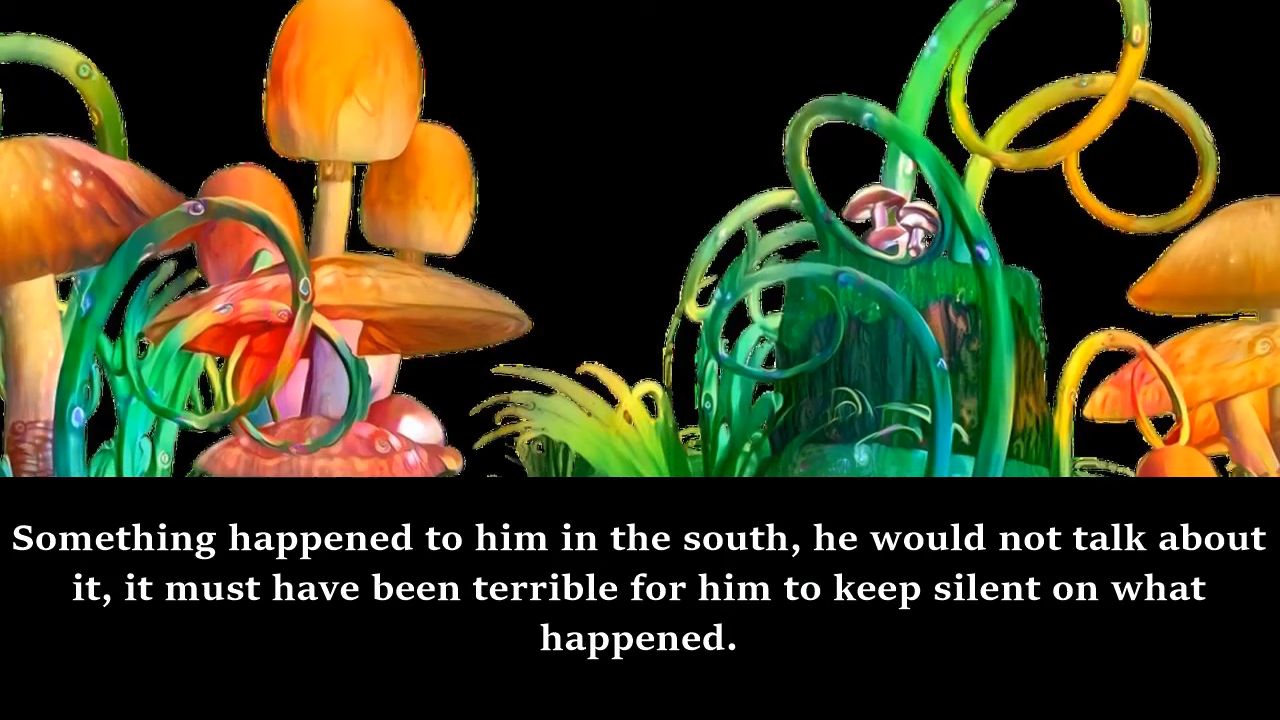 Something happened to him in the south, he would not talk about
it, it must have been terrible for him to keep silent on what
happened.